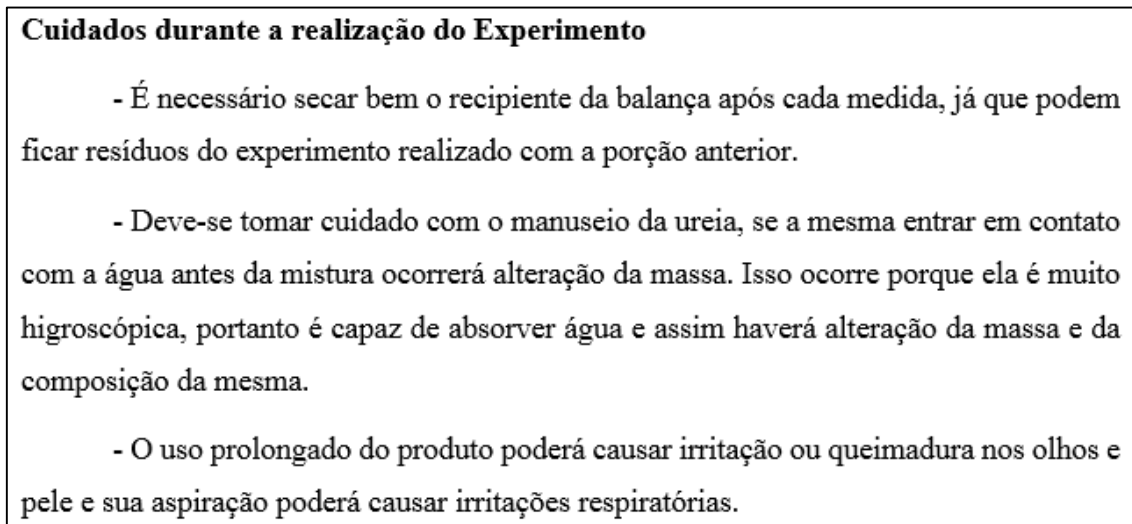 Cuidados durante a realização do Experimento
- É necessário secar bem o recipiente da balança após cada medida, já que podem
ficar resíduos do experimento realizado com a porção anterior.
- Deve-se tomar cuidado com o manuseio da ureia, se a mesma entrar em contato
com a água antes da mistura ocorrerá alteração da massa. Isso ocorre porque ela é muito
higroscópica, portanto é capaz de absorver água e assim haverá alteração da massa e da
composição da mesma.
- O uso prolongado do produto poderá causar irritação ou queimadura nos olhos e
pele e sua aspiração poderá causar irritações respiratórias.